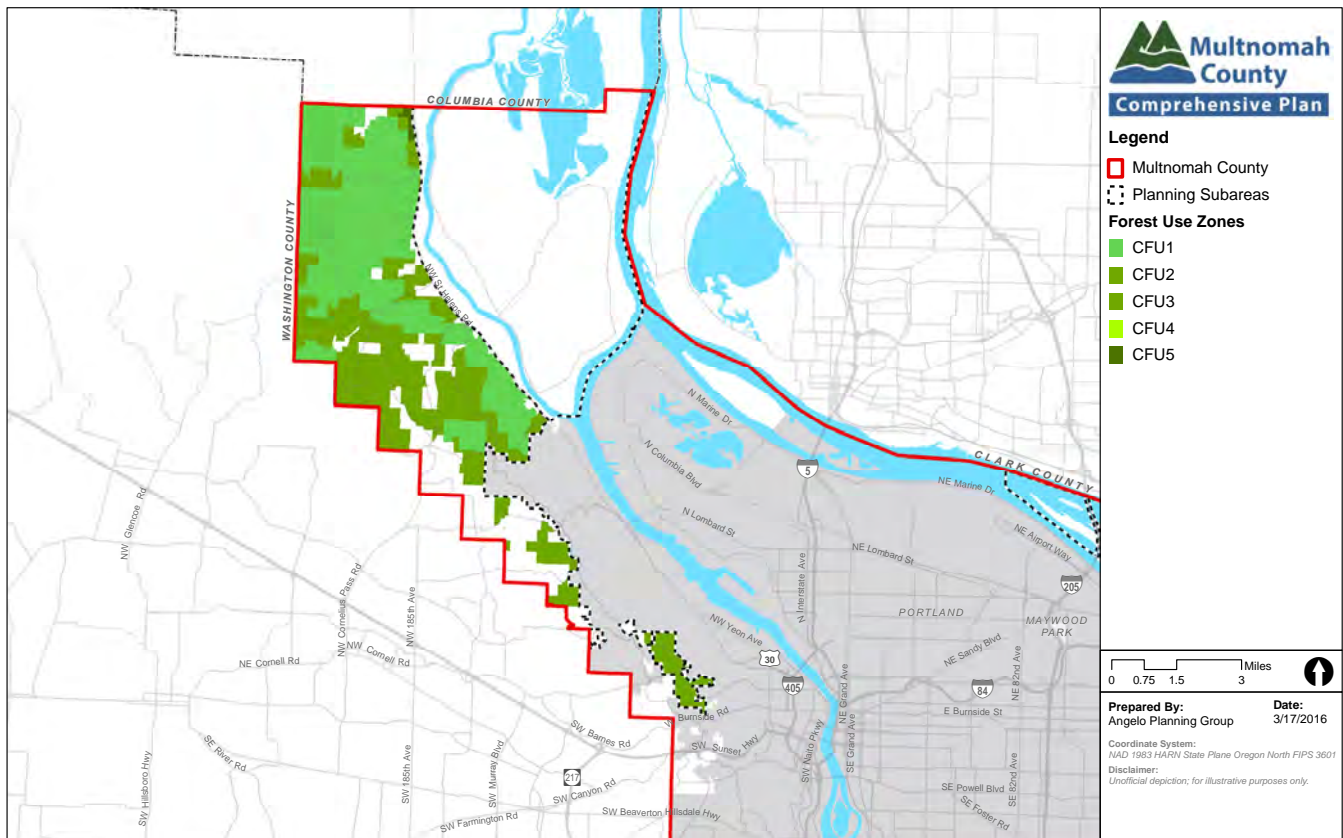 COLUMBIA COUNTY
WASHINGTON COUNTY
NW St Helens Rd
N Marine Dr
N Columbia Blvd
5
CLARK COUNTY
NE Marine Dr
N Lombard St
NE Airport Way
NE Lombard St
205
NW Glencoe Rd
NW Cornelius Pass Rd
NW 185th Ave
N Interstate Ave
PORTLAND
MAYWOOD
PARK
NW Yeon Ave
NE Sandy Blvd
NW Cornell Rd
NE Cornell Rd
30
405
84
NE Grand Ave
NE 82nd Ave
W Burnside Rd
E Burnside St
SW Barnes Rd
SW Sunset Hwy
SW Naito Pkwy
SE Grand Ave
SE River Rd
SW Hillsboro Hwy
SW 185th Ave
SW Murray Blvd
217
SW Canyon Rd
SE Powell Blvd
SE 82nd Ave
SE Foster Rd
SW Farmington Rd
SW Beaverton Hillsdale Hwy
Multnomah
County
Comprehensive Plan
Legend
Multnomah County
Planning Subareas
Forest Use Zones
CFU1
CFU2
CFU3
CFU4
CFU5
Miles
0 0.75 1.5 3
Prepared By:
Angelo Planning Group
Date:
3/17/2016
Coordinate System:
NAD 1983 HARN State Plane Oregon North FIPS 3601
Disclaimer:
Unofficial depiction; for illustrative purposes only.